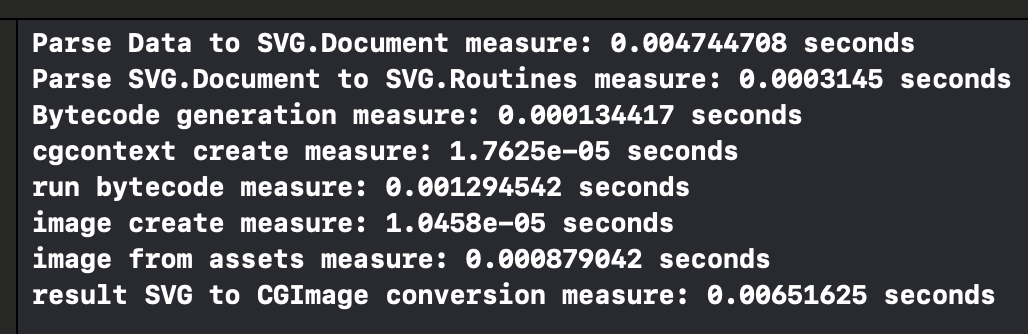 Parse Data to SVG.Document measure: 0.004744708 seconds
Parse SVG.Document to SVG.Routines measure: 0.0003145 seconds
Bytecode generation measure: 0.000134417 seconds
cgcontext create measure: 1.7625e-05 seconds
run bytecode measure: 0.001294542 seconds
image create measure: 1.0458e-05 seconds
image from assets measure: 0.000879042 seconds
result SVG to CGImage conversion measure: 0.00651625 seconds